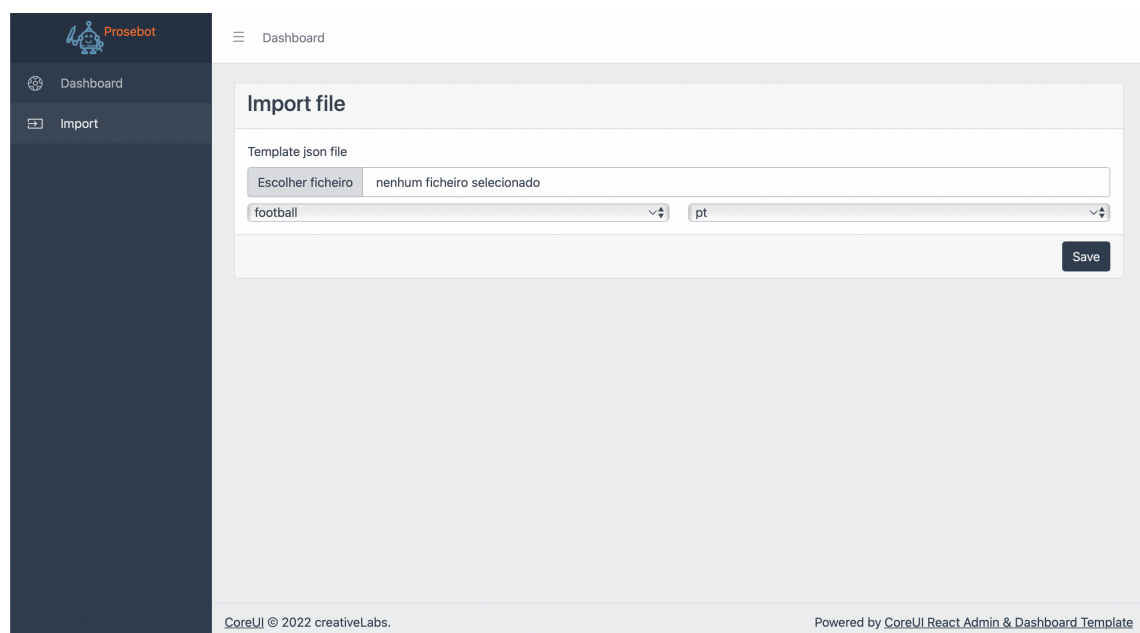 Prosebot
Dashboard
Dashboard
Import
Import file
Template json file
Escolher ficheiro nenhum ficheiro selecionado
football pt
Save
CoreUI © 2022 creativeLabs. Powered by CoreUI React Admin & Dashboard Template